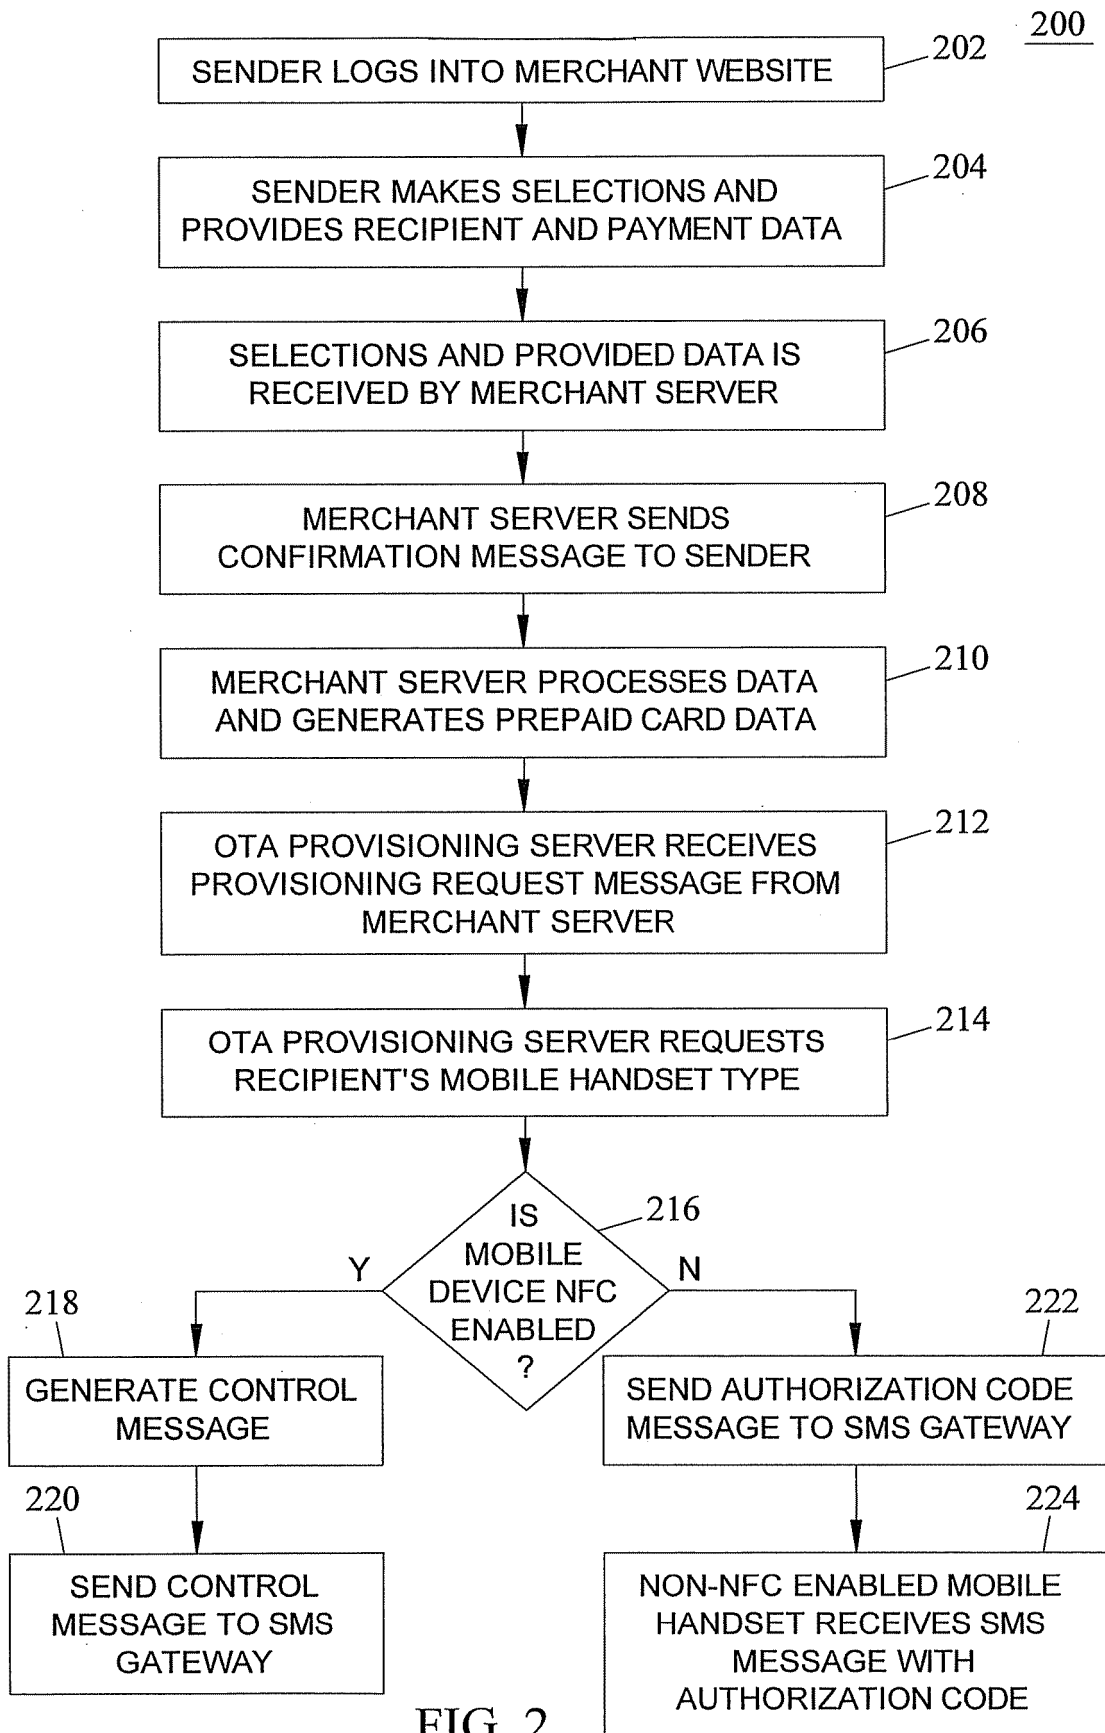 200
202
SENDER LOGS INTO MERCHANT WEBSITE
204
SENDER MAKES SELECTIONS AND
PROVIDES RECIPIENT AND PAYMENT DATA
206
SELECTIONS AND PROVIDED DATA IS
RECEIVED BY MERCHANT SERVER
208
MERCHANT SERVER SENDS
CONFIRMATION MESSAGE TO SENDER
210
MERCHANT SERVER PROCESSES DATA
AND GENERATES PREPAID CARD DATA
212
OTA PROVISIONING SERVER RECEIVES
PROVISIONING REQUEST MESSAGE FROM
MERCHANT SERVER
214
OTA PROVISIONING SERVER REQUESTS
RECIPIENT'S MOBILE HANDSET TYPE
216
IS
MOBILE
DEVICE NFC
ENABLED
?
Y
N
218
GENERATE CONTROL
MESSAGE
220
SEND CONTROL
MESSAGE TO SMS
GATEWAY
222
SEND AUTHORIZATION CODE
MESSAGE TO SMS GATEWAY
224
NON-NFC ENABLED MOBILE
HANDSET RECEIVES SMS
MESSAGE WITH
AUTHORIZATION CODE
FIG. 2